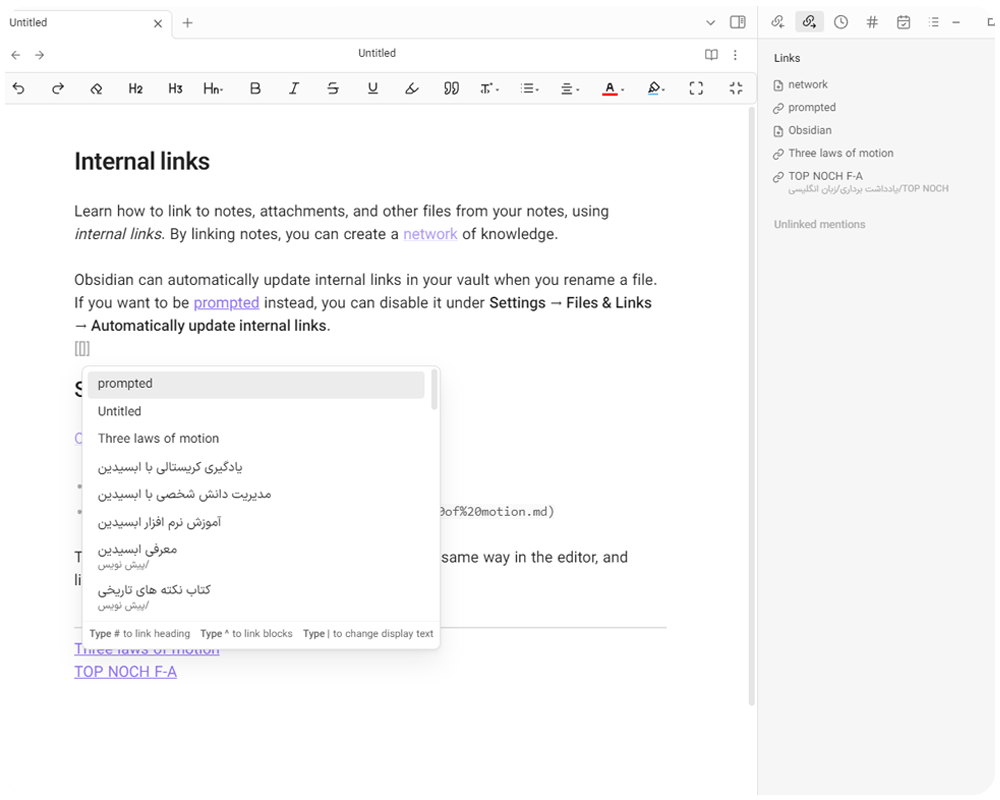 Untitled
Untitled
H2 H3 Hn B I S U T A
Internal links
Learn how to link to notes, attachments, and other files from your notes, using
internal links. By linking notes, you can create a network of knowledge.
Obsidian can automatically update internal links in your vault when you rename a file.
If you want to be prompted instead, you can disable it under Settings → Files & Links
→ Automatically update internal links.
[[]]
prompted
Untitled
Three laws of motion
یادگیری کریستالی با ابسیدین
مدیریت دانش شخصی با ابسیدین
آموزش نرم افزار ابسیدین
معرفی ابسیدین
پیش نویس/
کتاب نکته های تاریخی
پیش نویس/
Type # to link heading Type ^ to link blocks Type | to change display text
of%20motion.md)
same way in the editor, and
Three laws of motion
TOP NOCH F-A
Links
network
prompted
Obsidian
Three laws of motion
TOP NOCH F-A
یادداشت برداری/زبان انگلیسی/TOP NOCH
Unlinked mentions